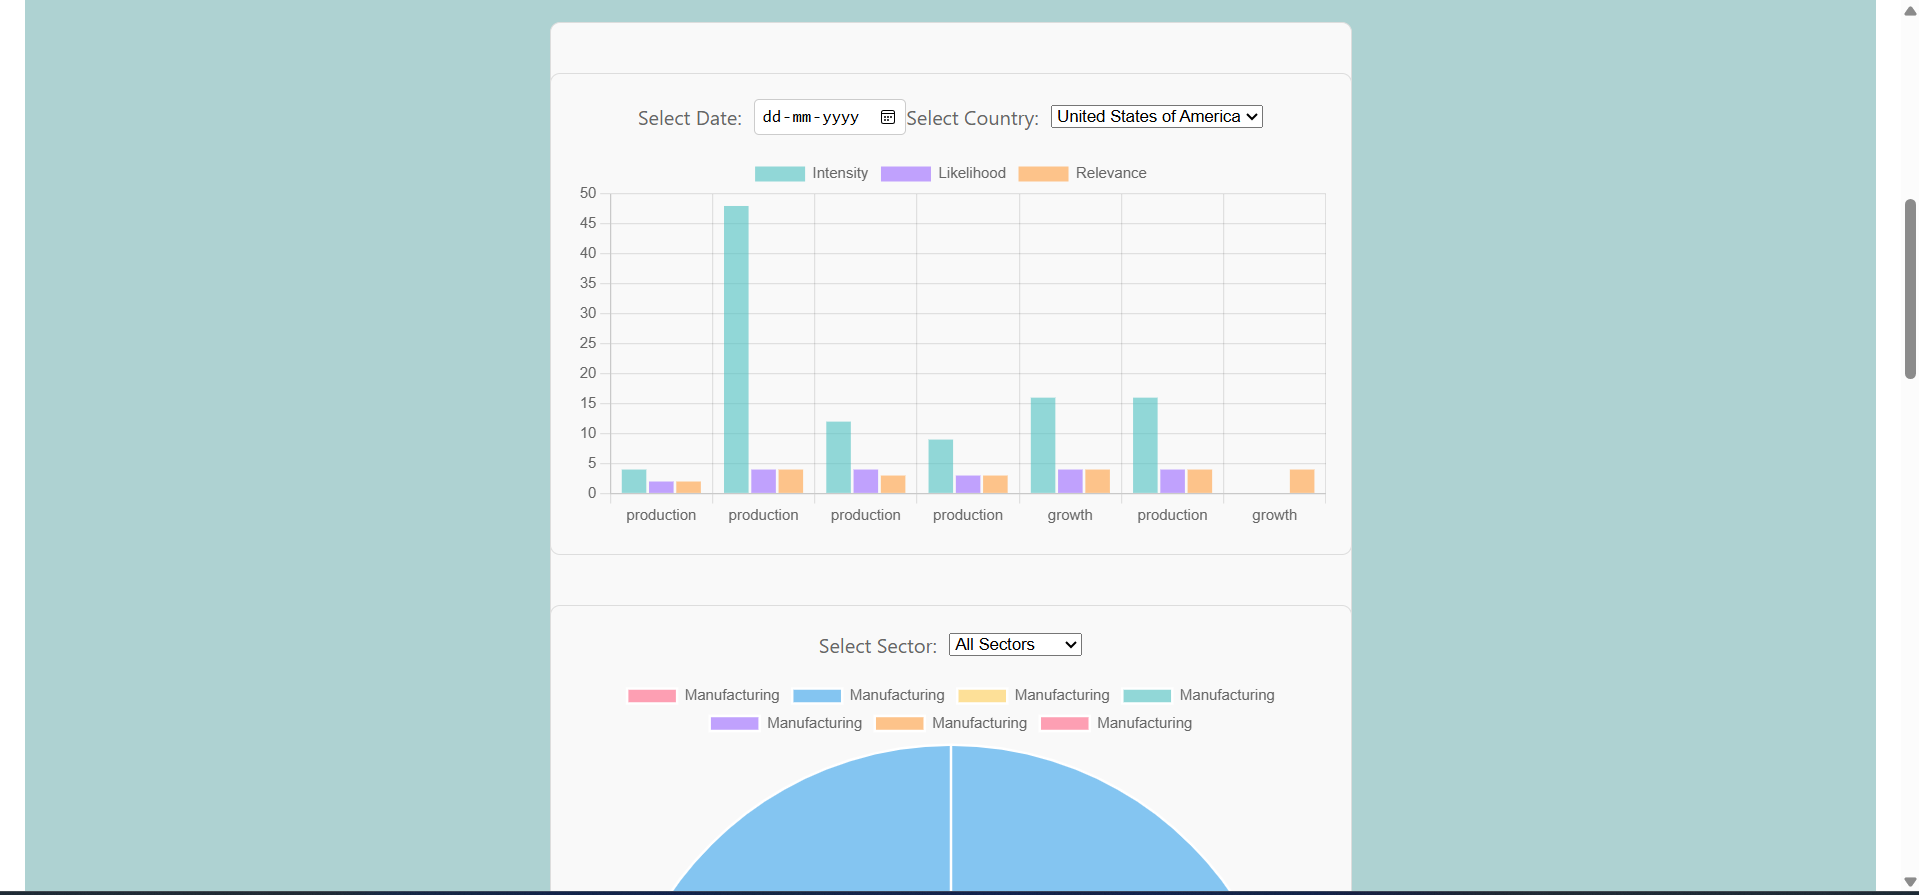 Select Date: dd-mm-yyyy Select Country: United States of America
Intensity Likelihood Relevance
50
45
40
35
30
25
20
15
10
5
0
production production production production growth production growth
Select Sector: All Sectors
Manufacturing Manufacturing Manufacturing Manufacturing
Manufacturing Manufacturing Manufacturing